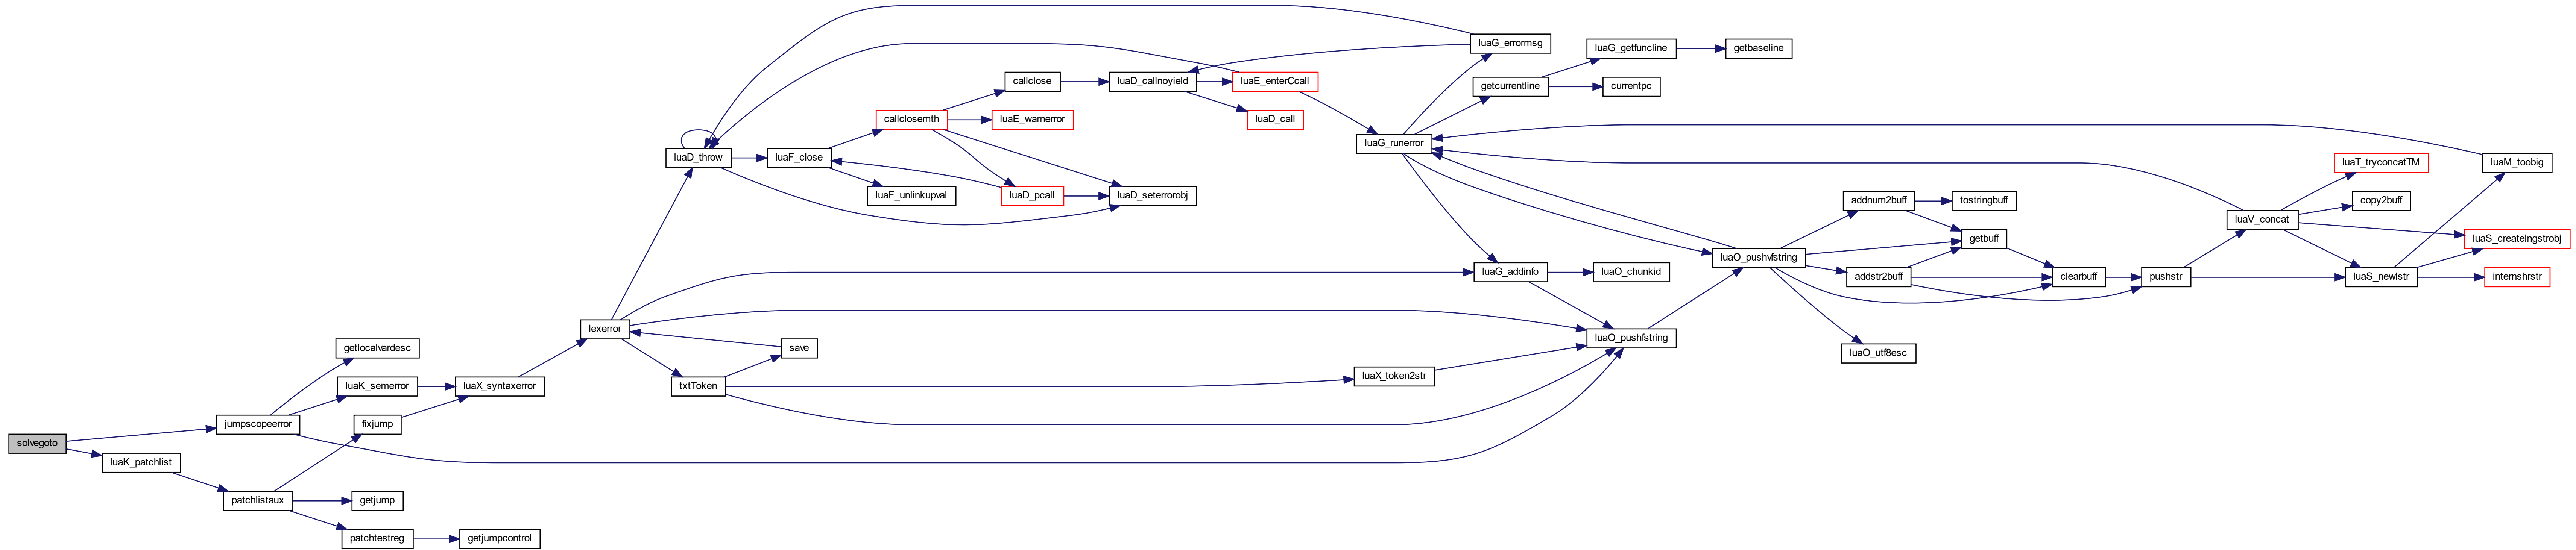 solvegoto
jumpscopeerror
luaK_patchlist
getlocalvardesc
luaK_semerror
fixjump
patchlistaux
getjump
patchtestreg
getjumpcontrol
luaX_syntaxerror
lexerror
luaD_throw
txtToken
save
luaF_close
luaF_unlinkupval
callclosemth
callclose
luaE_warnerror
luaD_pcall
luaD_seterrorobj
luaD_callnoyield
luaE_enterCcall
luaD_call
luaG_runerror
luaX_token2str
luaG_errormsg
getcurrentline
luaG_getfuncline
getbaseline
currentpc
luaG_addinfo
luaO_chunkid
luaO_pushfstring
luaO_pushvfstring
addnum2buff
tostringbuff
addstr2buff
getbuff
luaO_utf8esc
clearbuff
pushstr
luaV_concat
luaS_newlstr
luaT_tryconcatTM
copy2buff
luaM_toobig
luaS_createlngstrobj
internshrstr